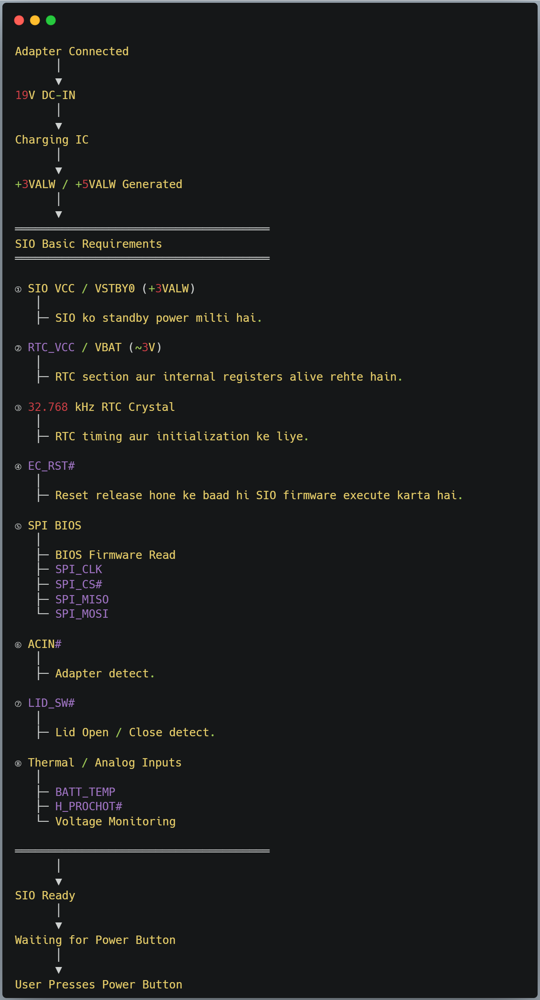 Adapter Connected
│
▼
19V DC-IN
│
▼
Charging IC
│
▼
+3VALW / +5VALW Generated
│
▼
══════════════════════════════════════
SIO Basic Requirements
══════════════════════════════════════
① SIO VCC / VSTBY0 (+3VALW)
│
├─ SIO ko standby power milti hai.
② RTC_VCC / VBAT (~3V)
│
├─ RTC section aur internal registers alive rehte hain.
③ 32.768 kHz RTC Crystal
│
├─ RTC timing aur initialization ke liye.
④ EC_RST#
│
├─ Reset release hone ke baad hi SIO firmware execute karta hai.
⑤ SPI BIOS
│
├─ BIOS Firmware Read
├─ SPI_CLK
├─ SPI_CS#
├─ SPI_MISO
└─ SPI_MOSI
⑥ ACIN#
│
├─ Adapter detect.
⑦ LID_SW#
│
├─ Lid Open / Close detect.
⑧ Thermal / Analog Inputs
│
├─ BATT_TEMP
├─ H_PROCHOT#
└─ Voltage Monitoring
══════════════════════════════════════
│
▼
SIO Ready
│
▼
Waiting for Power Button
│
▼
User Presses Power Button